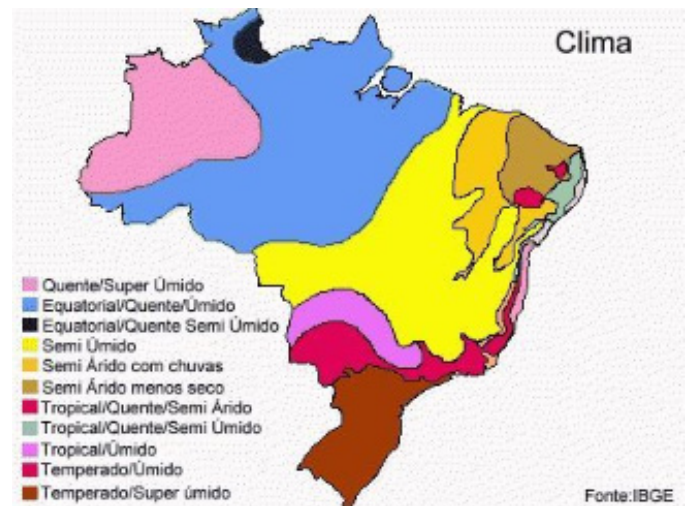 Clima
Quente/Super Úmido
Equatorial/Quente/Úmido
Equatorial/Quente Semi Úmido
Semi Úmido
Semi Árido com chuvas
Semi Árido menos seco
Tropical/Quente/Semi Árido
Tropical/Quente/Semi Úmido
Tropical/Úmido
Temperado/Úmido
Temperado/Super úmido
Fonte:IBGE